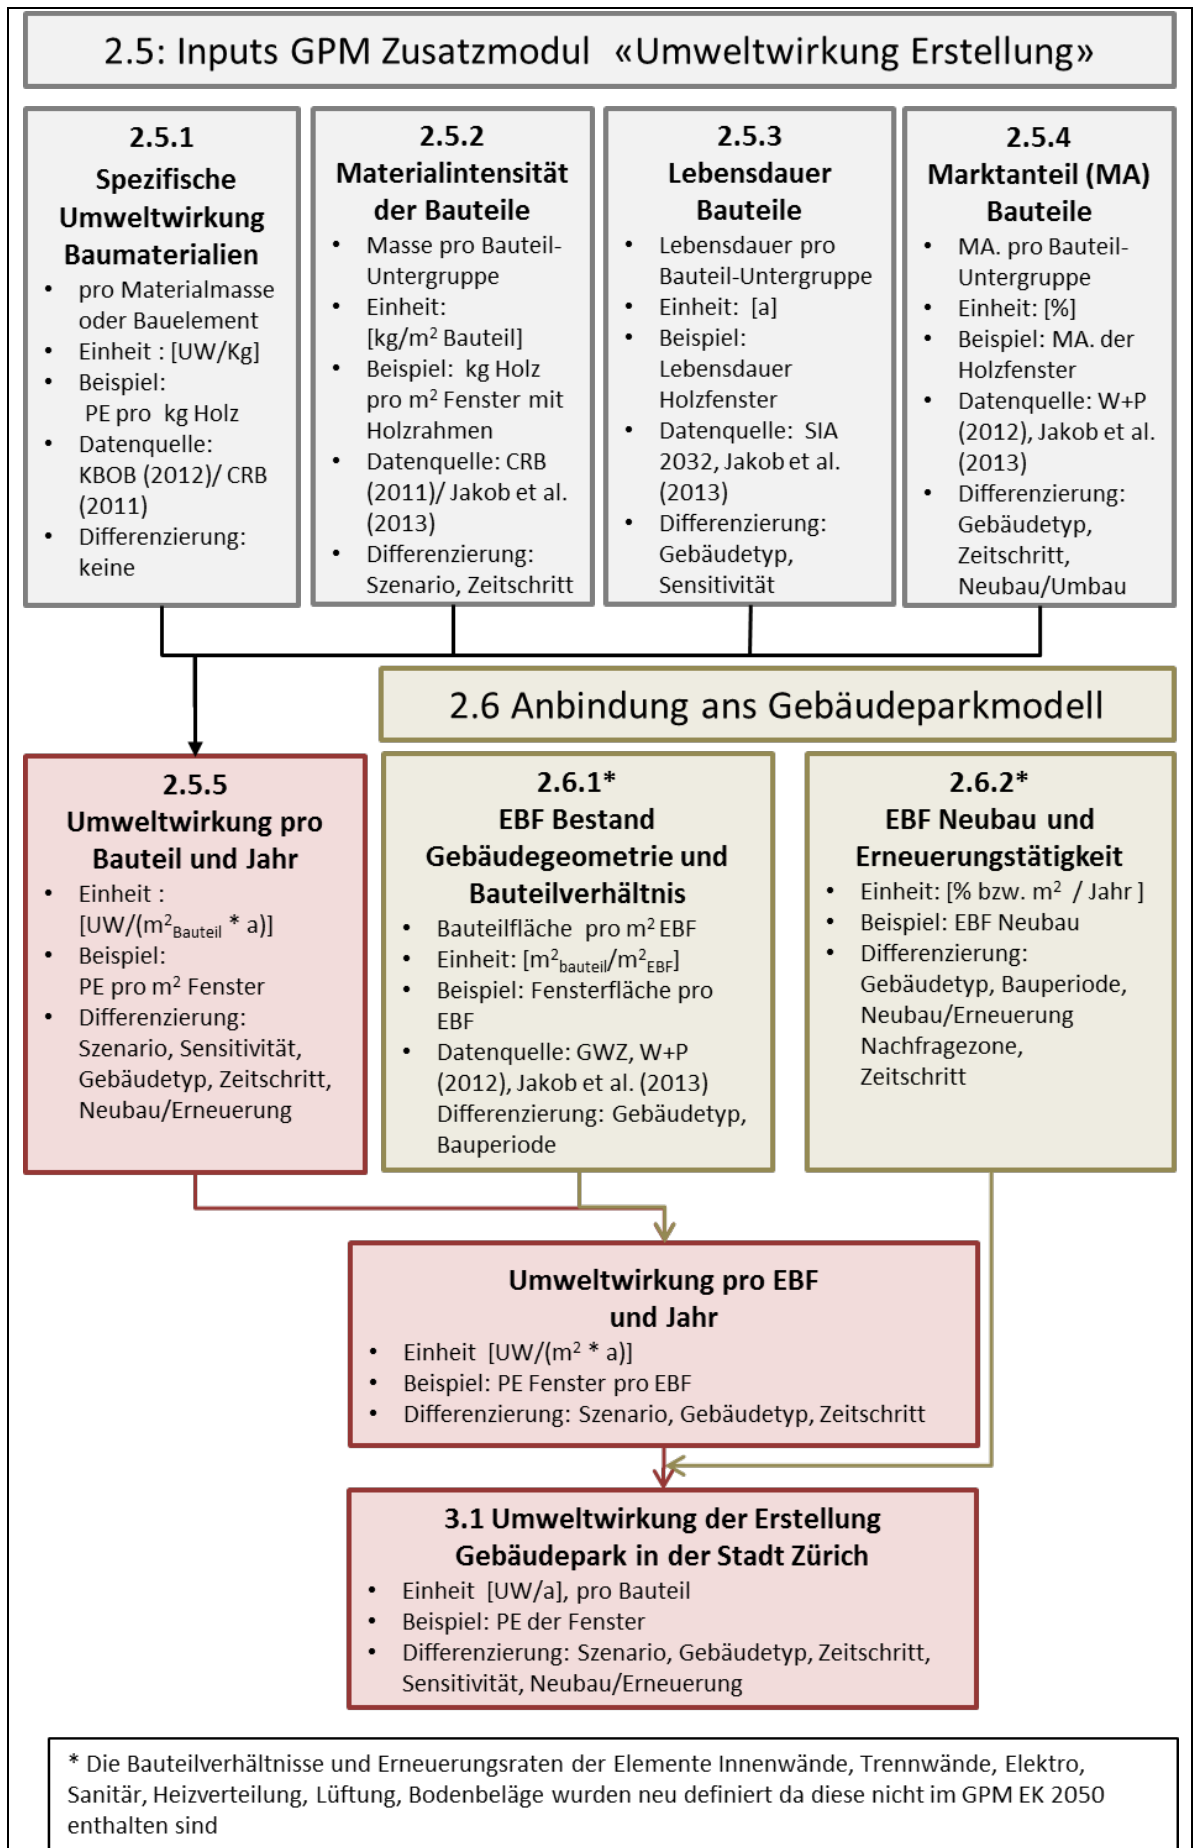 2.5: Inputs GPM Zusatzmodul «Umweltwirkung Erstellung»
2.5.1
Spezifische
Umweltwirkung
Baumaterialien
• pro Materialmasse
oder Bauelement
• Einheit : [UW/Kg]
• Beispiel:
PE pro kg Holz
• Datenquelle:
KBOB (2012)/ CRB
(2011)
• Differenzierung:
keine
2.5.2
Materialintensität
der Bauteile
• Masse pro Bauteil-
Untergruppe
• Einheit:
[kg/m² Bauteil]
• Beispiel: kg Holz
pro m² Fenster mit
Holzrahmen
• Datenquelle: CRB
(2011)/ Jakob et al.
(2013)
• Differenzierung:
Szenario, Zeitschritt
2.5.3
Lebensdauer
Bauteile
• Lebensdauer pro
Bauteil-Untergruppe
• Einheit: [a]
• Beispiel:
Lebensdauer
Holzfenster
• Datenquelle: SIA
2032, Jakob et al.
(2013)
• Differenzierung:
Gebäudetyp,
Sensitivität
2.5.4
Marktanteil (MA)
Bauteile
• MA. pro Bauteil-
Untergruppe
• Einheit: [%]
• Beispiel: MA. der
Holzfenster
• Datenquelle: W+P
(2012), Jakob et al.
(2013)
• Differenzierung:
Gebäudetyp,
Zeitschritt,
Neubau/Umbau
2.6 Anbindung ans Gebäudeparkmodell
2.5.5
Umweltwirkung pro
Bauteil und Jahr
• Einheit :
[UW/(m²Bauteil * a)]
• Beispiel:
PE pro m² Fenster
• Differenzierung:
Szenario, Sensitivität,
Gebäudetyp, Zeitschritt,
Neubau/Erneuerung
2.6.1*
EBF Bestand
Gebäudegeometrie und
Bauteilverhältnis
• Bauteilfläche pro m² EBF
• Einheit: [m²bauteil/m²EBF]
• Beispiel: Fensterfläche pro
EBF
• Datenquelle: GWZ, W+P
(2012), Jakob et al. (2013)
Differenzierung: Gebäudetyp,
Bauperiode
2.6.2*
EBF Neubau und
Erneuerungstätigkeit
• Einheit: [% bzw. m² / Jahr ]
• Beispiel: EBF Neubau
• Differenzierung:
Gebäudetyp, Bauperiode,
Neubau/Erneuerung
Nachfragezone,
Zeitschritt
Umweltwirkung pro EBF
und Jahr
• Einheit [UW/(m² * a)]
• Beispiel: PE Fenster pro EBF
• Differenzierung: Szenario, Gebäudetyp, Zeitschritt
3.1 Umweltwirkung der Erstellung
Gebäudepark in der Stadt Zürich
• Einheit [UW/a], pro Bauteil
• Beispiel: PE der Fenster
• Differenzierung: Szenario, Gebäudetyp, Zeitschritt,
Sensitivität, Neubau/Erneuerung
* Die Bauteilverhältnisse und Erneuerungsraten der Elemente Innenwände, Trennwände, Elektro,
Sanitär, Heizverteilung, Lüftung, Bodenbeläge wurden neu definiert da diese nicht im GPM EK 2050
enthalten sind